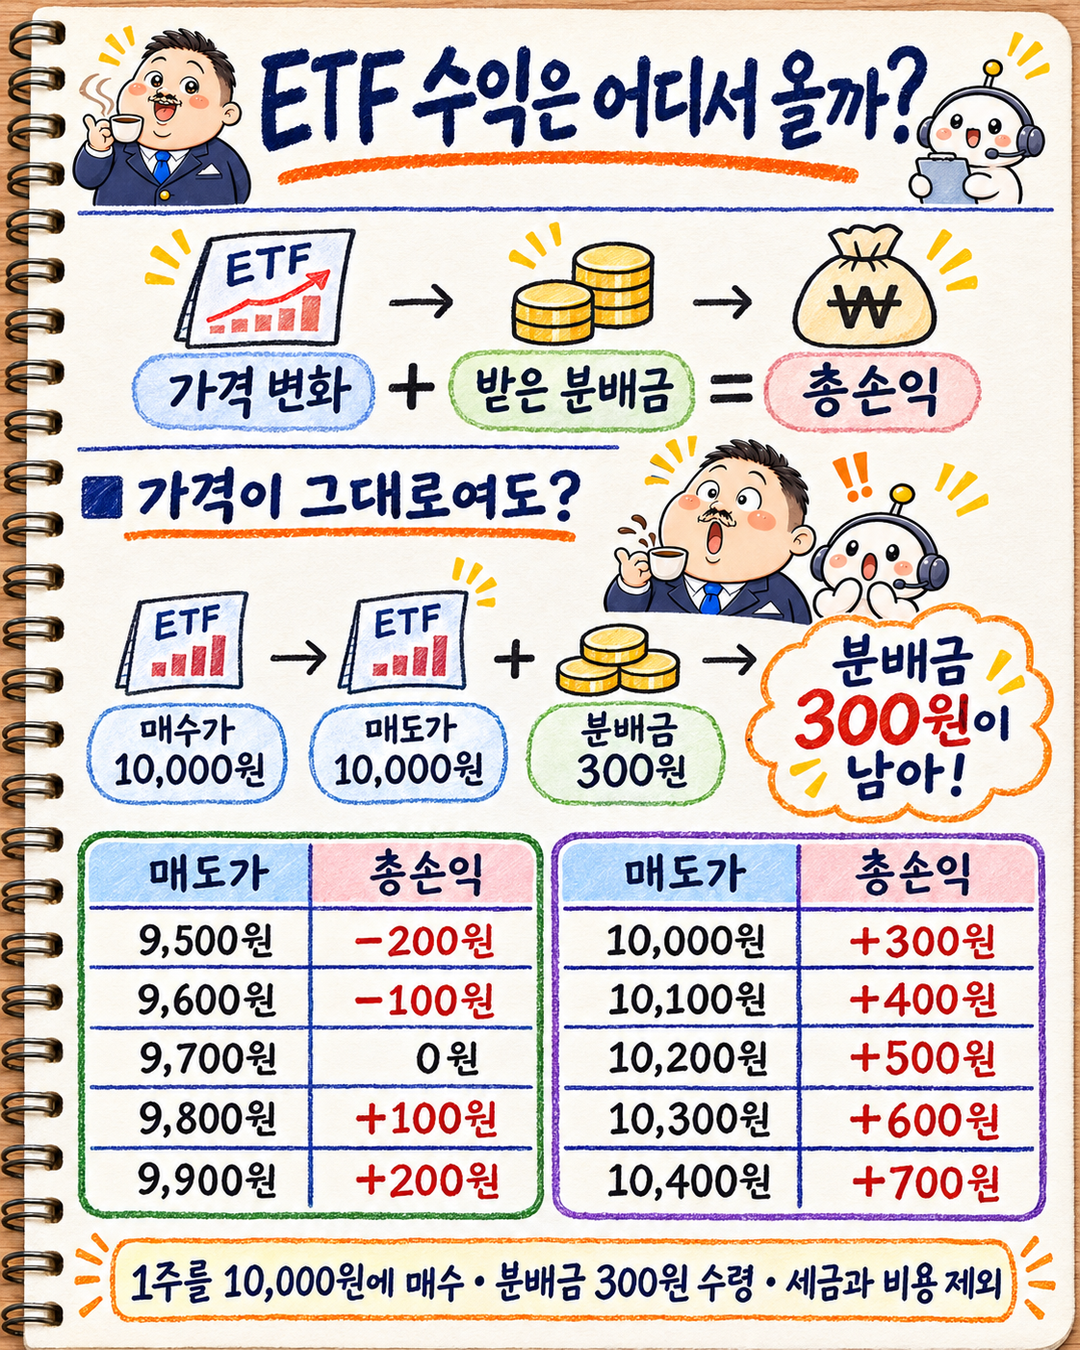 ETF 수익은 어디서 올까?
ETF
₩
가격 변화 + 받은 분배금 = 총손익
가격이 그대로여도?
!!
ETF
ETF
+
매수가
10,000원
매도가
10,000원
분배금
300원
분배금
300원이
남아!
매도가 총손익
9,500원 -200원
9,600원 -100원
9,700원 0원
9,800원 +100원
9,900원 +200원
매도가 총손익
10,000원 +300원
10,100원 +400원
10,200원 +500원
10,300원 +600원
10,400원 +700원
1주를 10,000원에 매수 · 분배금 300원 수령 · 세금과 비용 제외